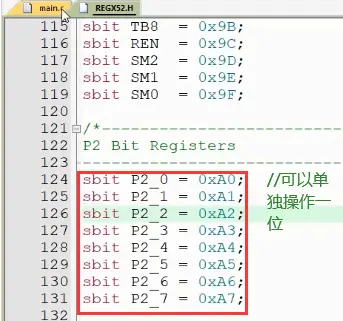 main.c
REGX52.H
115 sbit TB8  = 0x9B;
116 sbit REN  = 0x9C;
117 sbit SM2  = 0x9D;
118 sbit SM1  = 0x9E;
119 sbit SM0  = 0x9F;
120
121 /*------------------------
122 P2 Bit Registers
123 --------------------------
124 sbit P2_0 = 0xA0;
125 sbit P2_1 = 0xA1;
126 sbit P2_2 = 0xA2;
127 sbit P2_3 = 0xA3;
128 sbit P2_4 = 0xA4;
129 sbit P2_5 = 0xA5;
130 sbit P2_6 = 0xA6;
131 sbit P2_7 = 0xA7;
132
//可以单
独操作一
位